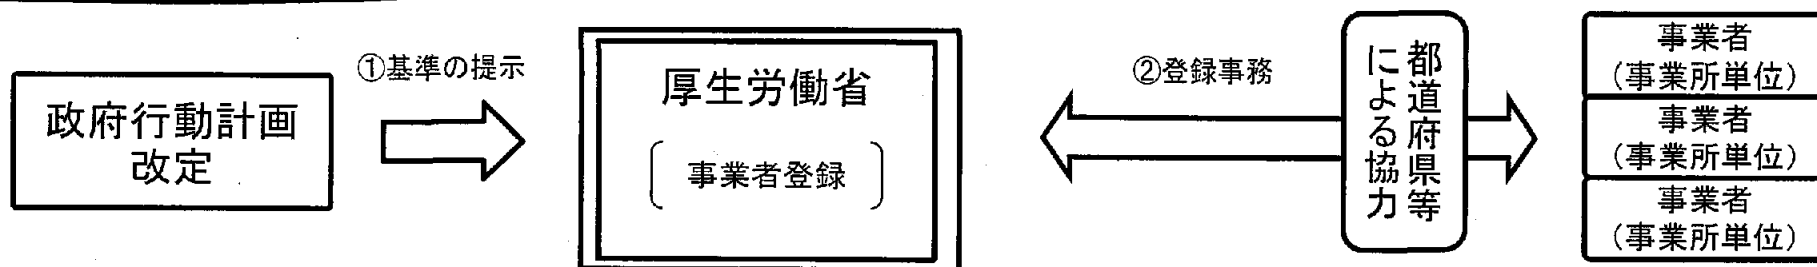 政府行動計画
改定
①基準の提示
厚生労働省
事業者登録
②登録事務
都道府県等
による協力
事業者
（事業所単位）
事業者
（事業所単位）
事業者
（事業所単位）